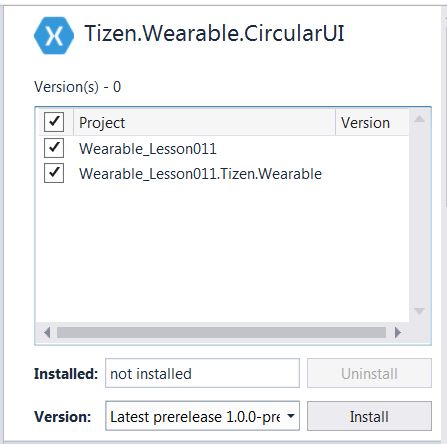 Tizen.Wearable.CircularUI
Version(s) - 0
Project Version
Wearable_Lesson011
Wearable_Lesson011.Tizen.Wearable
Installed: not installed Uninstall
Version: Latest prerelease 1.0.0-pre Install